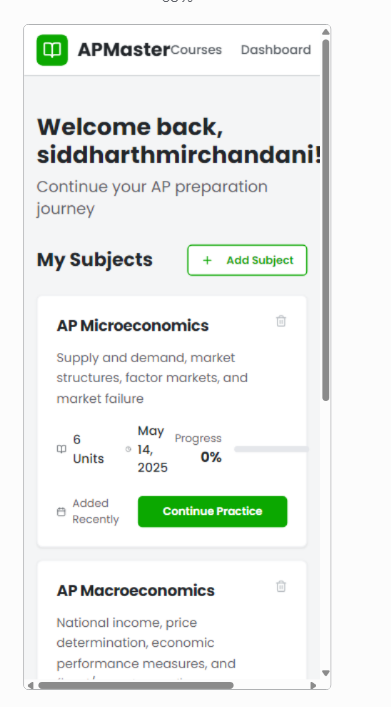 APMaster Courses Dashboard
Welcome back,
siddharthmirchandani!
Continue your AP preparation
journey
My Subjects
+ Add Subject
AP Microeconomics
Supply and demand, market
structures, factor markets, and
market failure
6
Units
May
14,
2025
Progress
0%
Added
Recently
Continue Practice
AP Macroeconomics
National income, price
determination, economic
performance measures, and